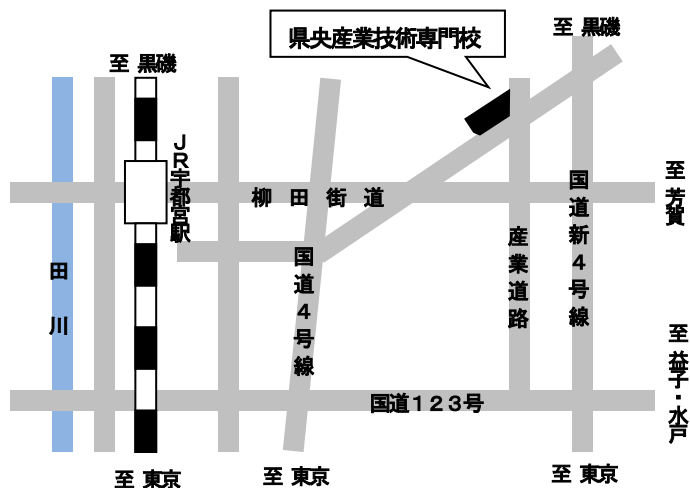 県央産業技術専門校
至 黒磯
至 黒磯
JR宇都宮駅
柳田街道
国道新4号線
至 芳賀
産業道路
国道4号線
田川
至 益子・水戸
国道123号
至 東京
至 東京
至 東京